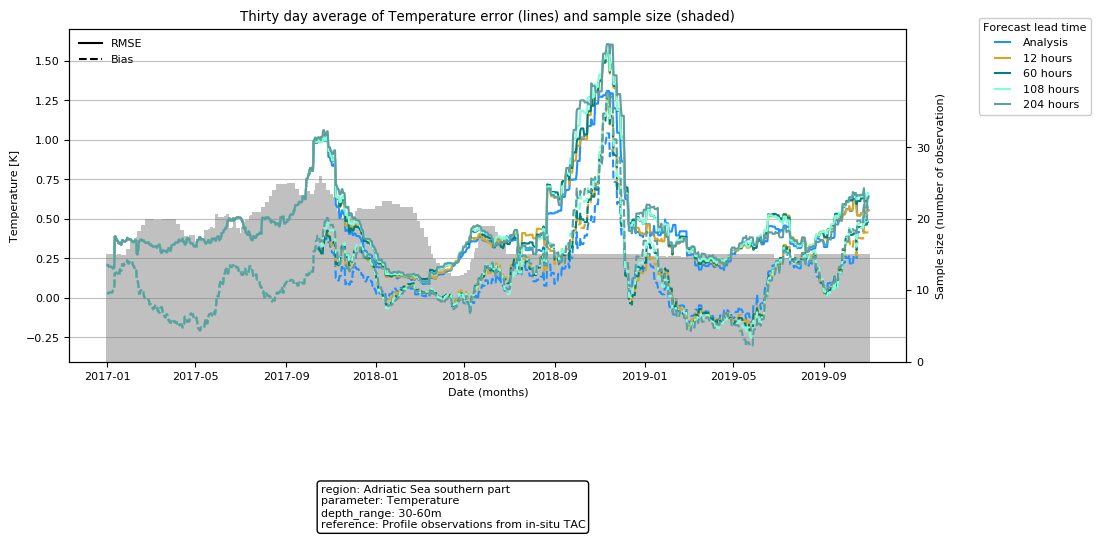 Thirty day average of Temperature error (lines) and sample size (shaded)
RMSE
Bias
Forecast lead time
Analysis
12 hours
60 hours
108 hours
204 hours
Temperature [K]
1.50
1.25
1.00
0.75
0.50
0.25
0.00
−0.25
Sample size (number of observation)
30
20
10
0
2017-01 2017-05 2017-09 2018-01 2018-05 2018-09 2019-01 2019-05 2019-09
Date (months)
region: Adriatic Sea southern part
parameter: Temperature
depth_range: 30-60m
reference: Profile observations from in-situ TAC